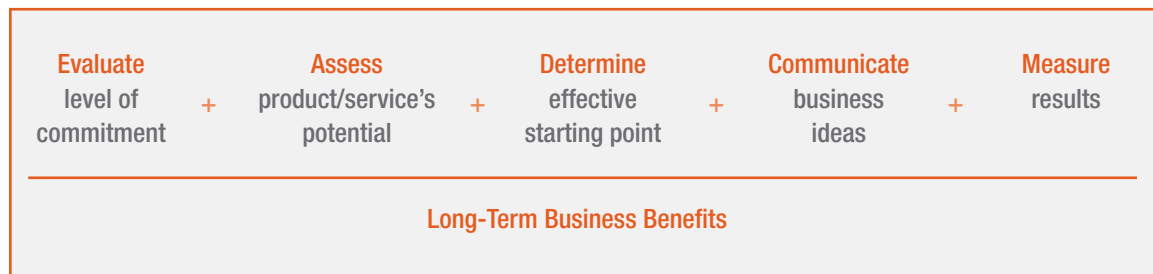 Evaluate
level of
commitment
+
Assess
product/service’s
potential
+
Determine
effective
starting point
+
Communicate
business
ideas
+
Measure
results
Long-Term Business Benefits